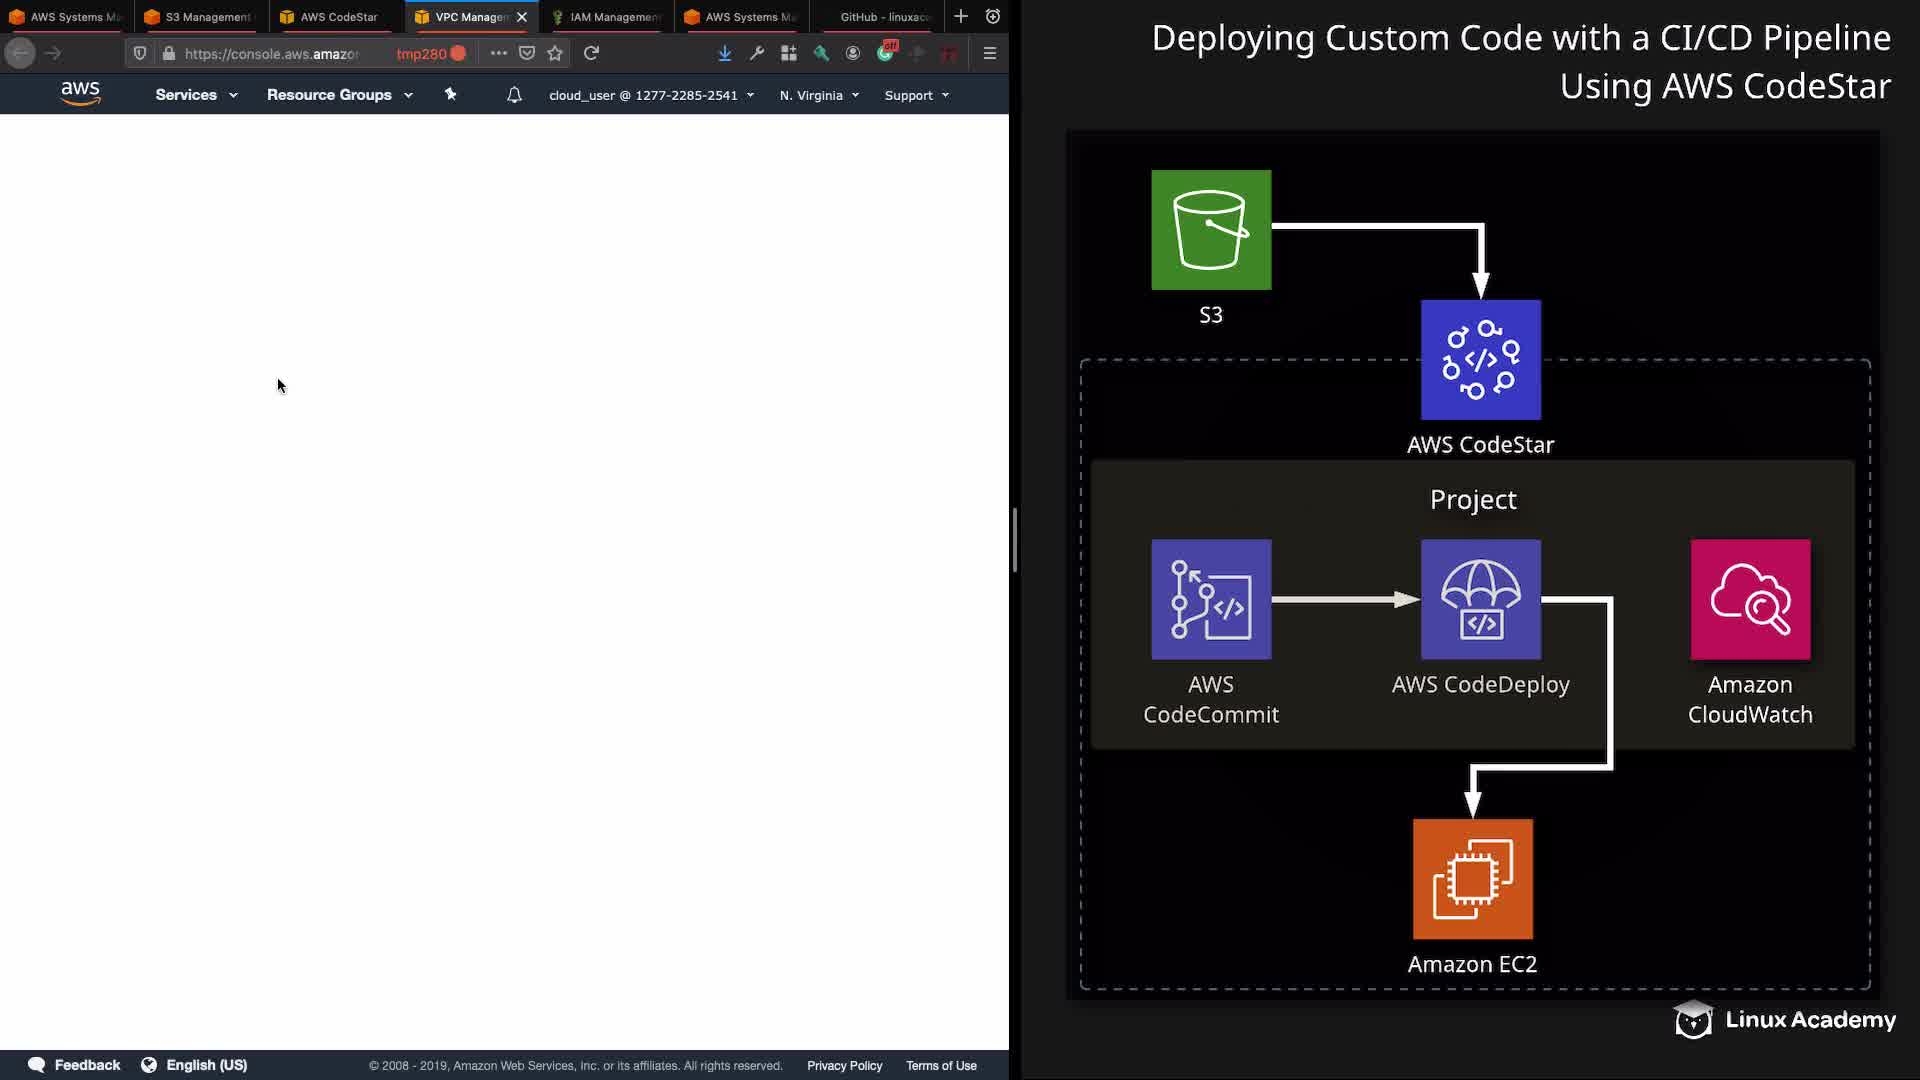 AWS Systems Ma
S3 Management
AWS CodeStar
VPC Managem
IAM Management
AWS Systems Ma
GitHub - linuxac
https://console.aws.amazon
tmp280
off
aws
Services
Resource Groups
cloud_user @ 1277-2285-2541
N. Virginia
Support
Feedback
English (US)
© 2008 - 2019, Amazon Web Services, Inc. or its affiliates. All rights reserved.
Privacy Policy
Terms of Use
Deploying Custom Code with a CI/CD Pipeline
Using AWS CodeStar
S3
</>
AWS CodeStar
Project
</>
</>
AWS
CodeCommit
AWS CodeDeploy
Amazon
CloudWatch
Amazon EC2
Linux Academy